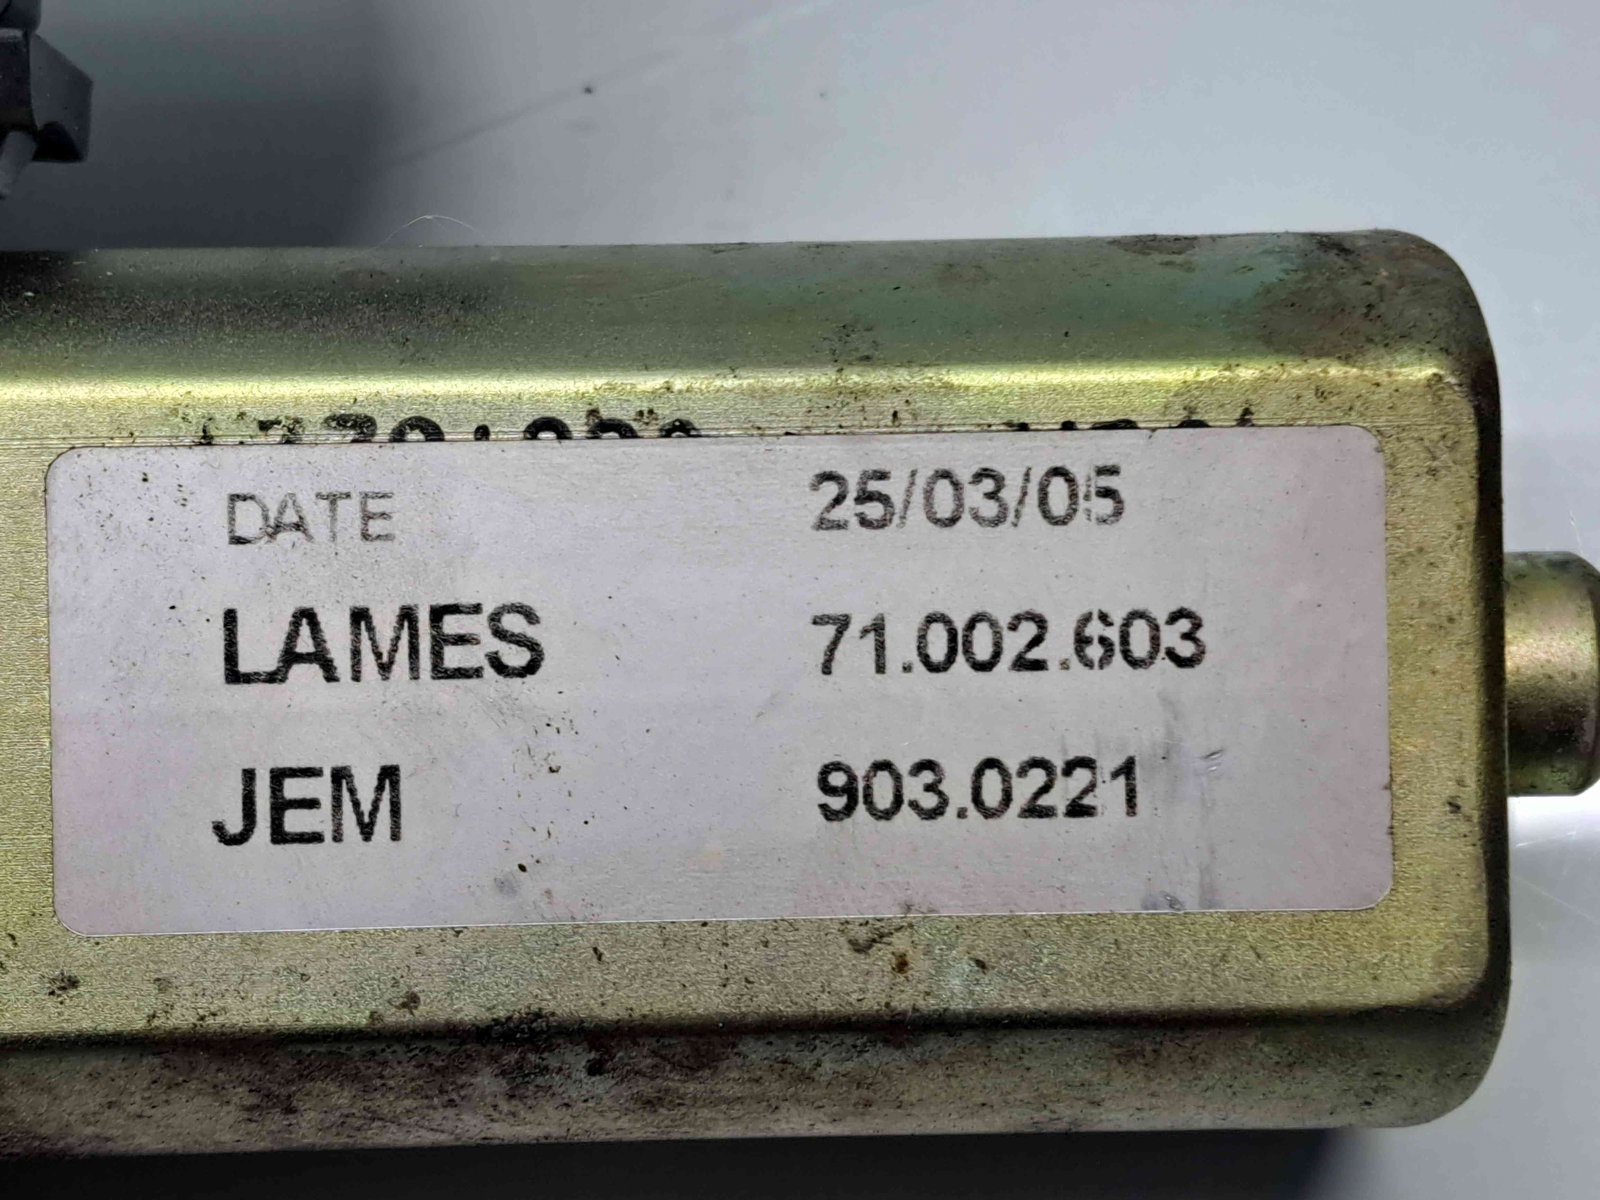 DATE 25/03/05
LAMES 71.002.603
JEM 903.0221